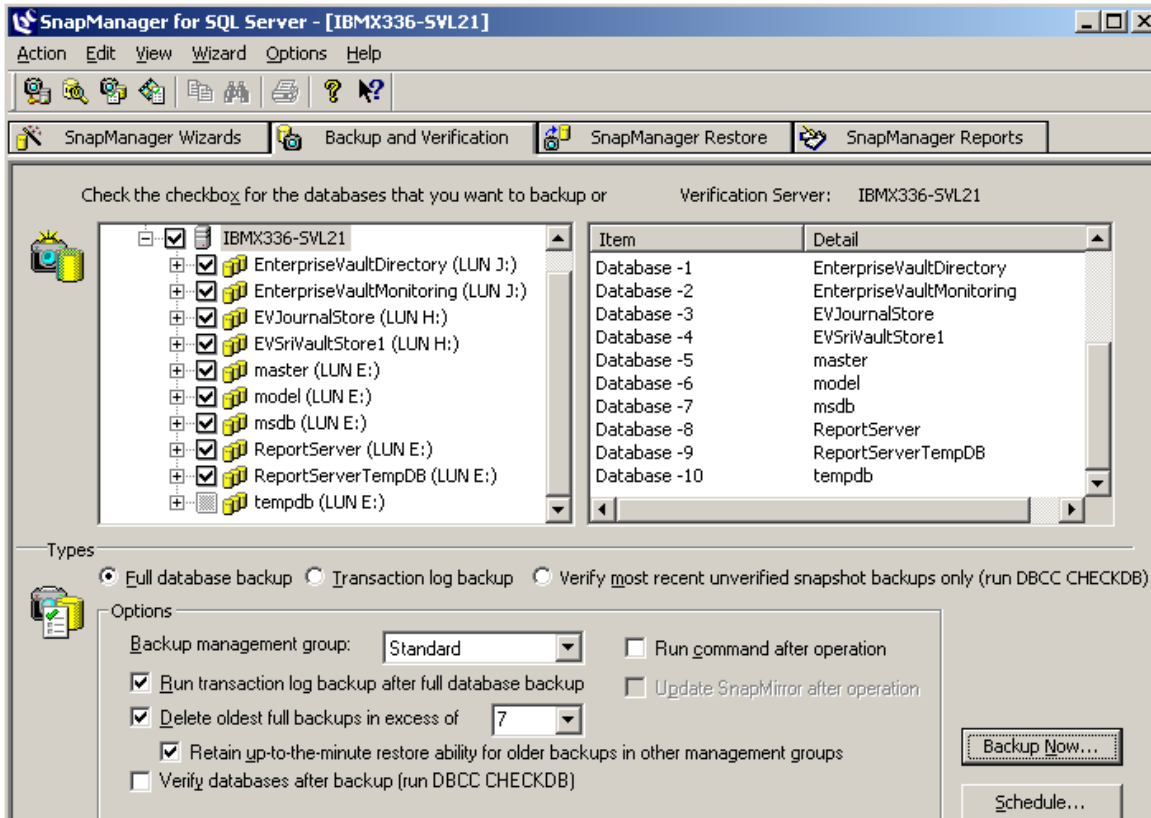 SnapManager for SQL Server - [IBMX336-SVL21]
Action Edit View Wizard Options Help
SnapManager Wizards Backup and Verification SnapManager Restore SnapManager Reports
Check the checkbox for the databases that you want to backup or Verification Server: IBMX336-SVL21
IBMX336-SVL21
EnterpriseVaultDirectory (LUN J:)
EnterpriseVaultMonitoring (LUN J:)
EVJournalStore (LUN H:)
EVSriVaultStore1 (LUN H:)
master (LUN E:)
model (LUN E:)
msdb (LUN E:)
ReportServer (LUN E:)
ReportServerTempDB (LUN E:)
tempdb (LUN E:)
Item Detail
Database -1 EnterpriseVaultDirectory
Database -2 EnterpriseVaultMonitoring
Database -3 EVJournalStore
Database -4 EVSriVaultStore1
Database -5 master
Database -6 model
Database -7 msdb
Database -8 ReportServer
Database -9 ReportServerTempDB
Database -10 tempdb
Types
Full database backup Transaction log backup Verify most recent unverified snapshot backups only (run DBCC CHECKDB)
Options
Backup management group: Standard Run command after operation
Run transaction log backup after full database backup Update SnapMirror after operation
Delete oldest full backups in excess of 7
Retain up-to-the-minute restore ability for older backups in other management groups
Verify databases after backup (run DBCC CHECKDB)
Backup Now...
Schedule...